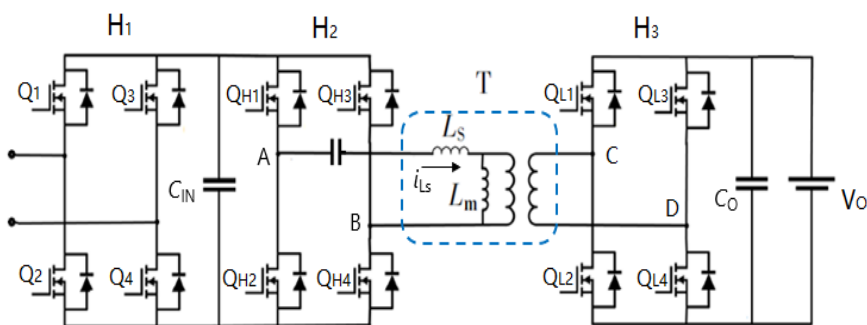 H1 H2 H3
T
Q1 Q3 QH1 QH3 QL1 QL3
A LS C
iLs
CIN Lm CO VO
B D
Q2 Q4 QH2 QH4 QL2 QL4